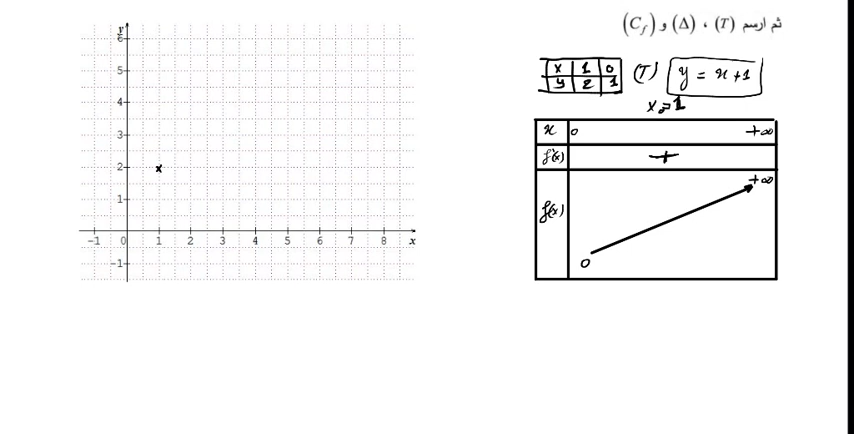 ثم ارسم (T) ، (Δ) و (C_f)
x 1 0
y 2 1
(T) y = x + 1
x₀ = 1
x 0 +∞
f'(x) +
f(x) 0 +∞
y
6
5
4
3
2
1
-1 0 1 2 3 4 5 6 7 8 x
-1